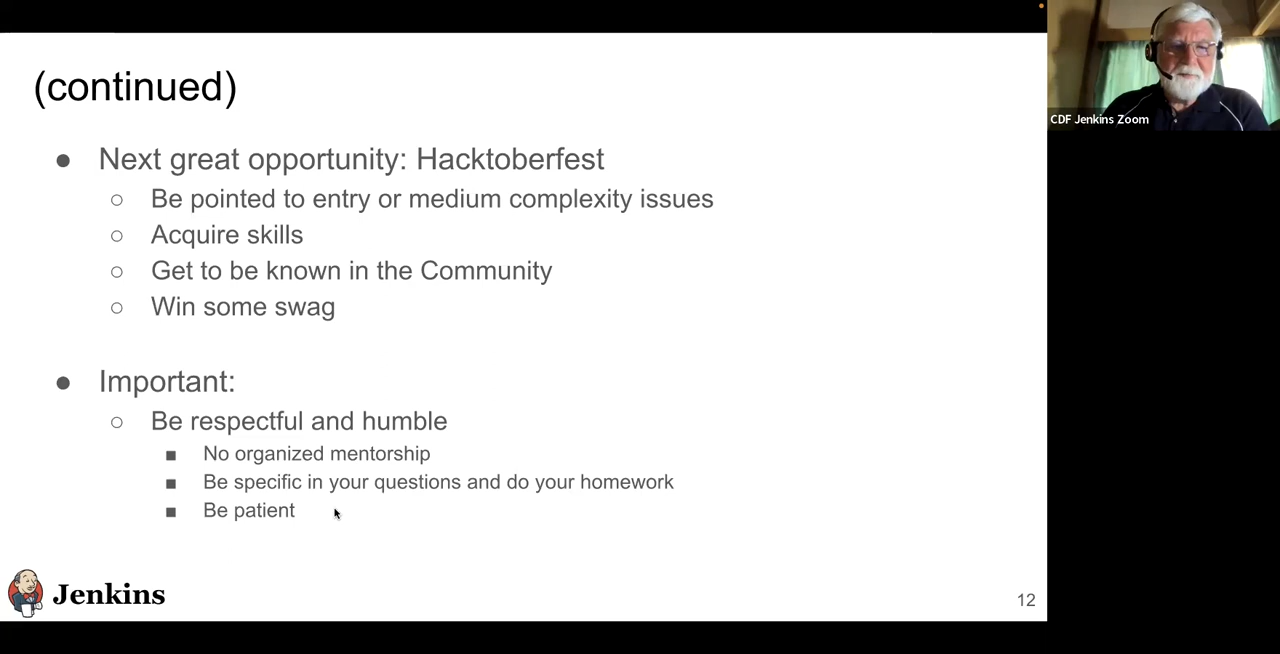 (continued)
● Next great opportunity: Hacktoberfest
○ Be pointed to entry or medium complexity issues
○ Acquire skills
○ Get to be known in the Community
○ Win some swag
● Important:
○ Be respectful and humble
■ No organized mentorship
■ Be specific in your questions and do your homework
■ Be patient
Jenkins
12
CDF Jenkins Zoom